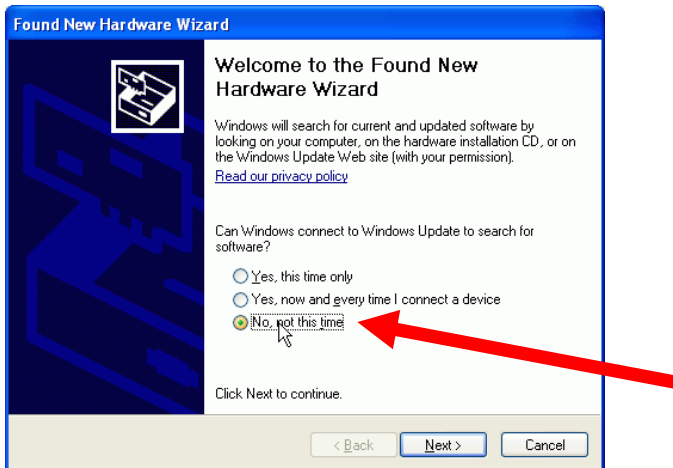 Found New Hardware Wizard
Welcome to the Found New
Hardware Wizard
Windows will search for current and updated software by
looking on your computer, on the hardware installation CD, or on
the Windows Update Web site (with your permission).
Read our privacy policy
Can Windows connect to Windows Update to search for
software?
Yes, this time only
Yes, now and every time I connect a device
No, not this time
Click Next to continue.
< Back
Next >
Cancel